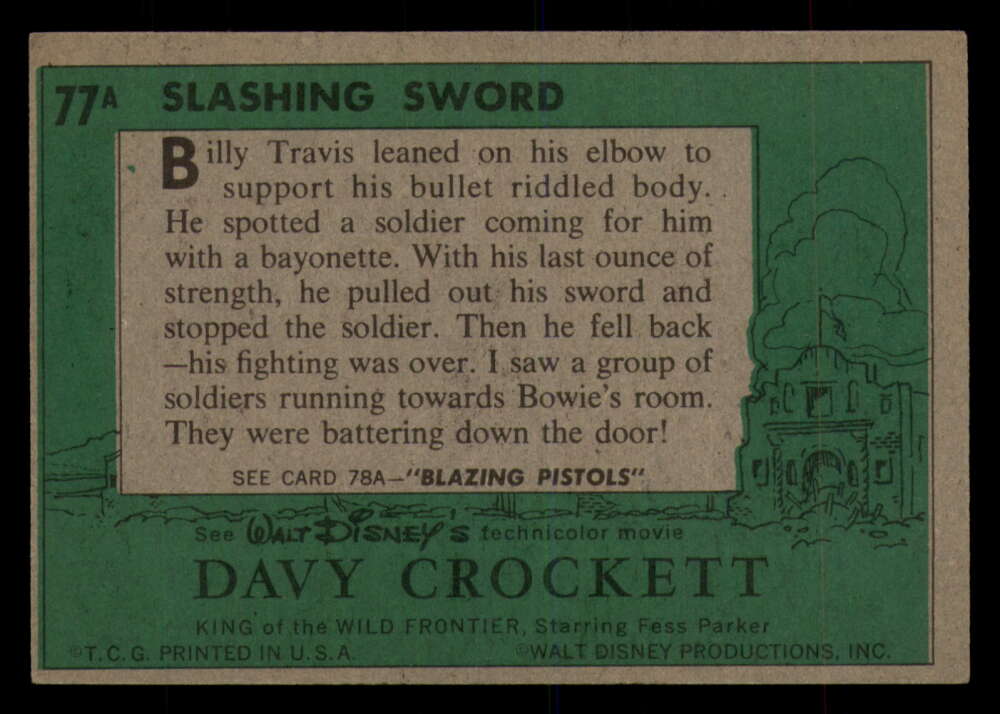 77A SLASHING SWORD
Billy Travis leaned on his elbow to
support his bullet riddled body.
He spotted a soldier coming for him
with a bayonette. With his last ounce of
strength, he pulled out his sword and
stopped the soldier. Then he fell back
—his fighting was over. I saw a group of
soldiers running towards Bowie's room.
They were battering down the door!
SEE CARD 78A—"BLAZING PISTOLS"
See WALT DISNEY'S technicolor movie
DAVY CROCKETT
KING of the WILD FRONTIER, Starring Fess Parker
©T.C.G. PRINTED IN U.S.A. ©WALT DISNEY PRODUCTIONS, INC.